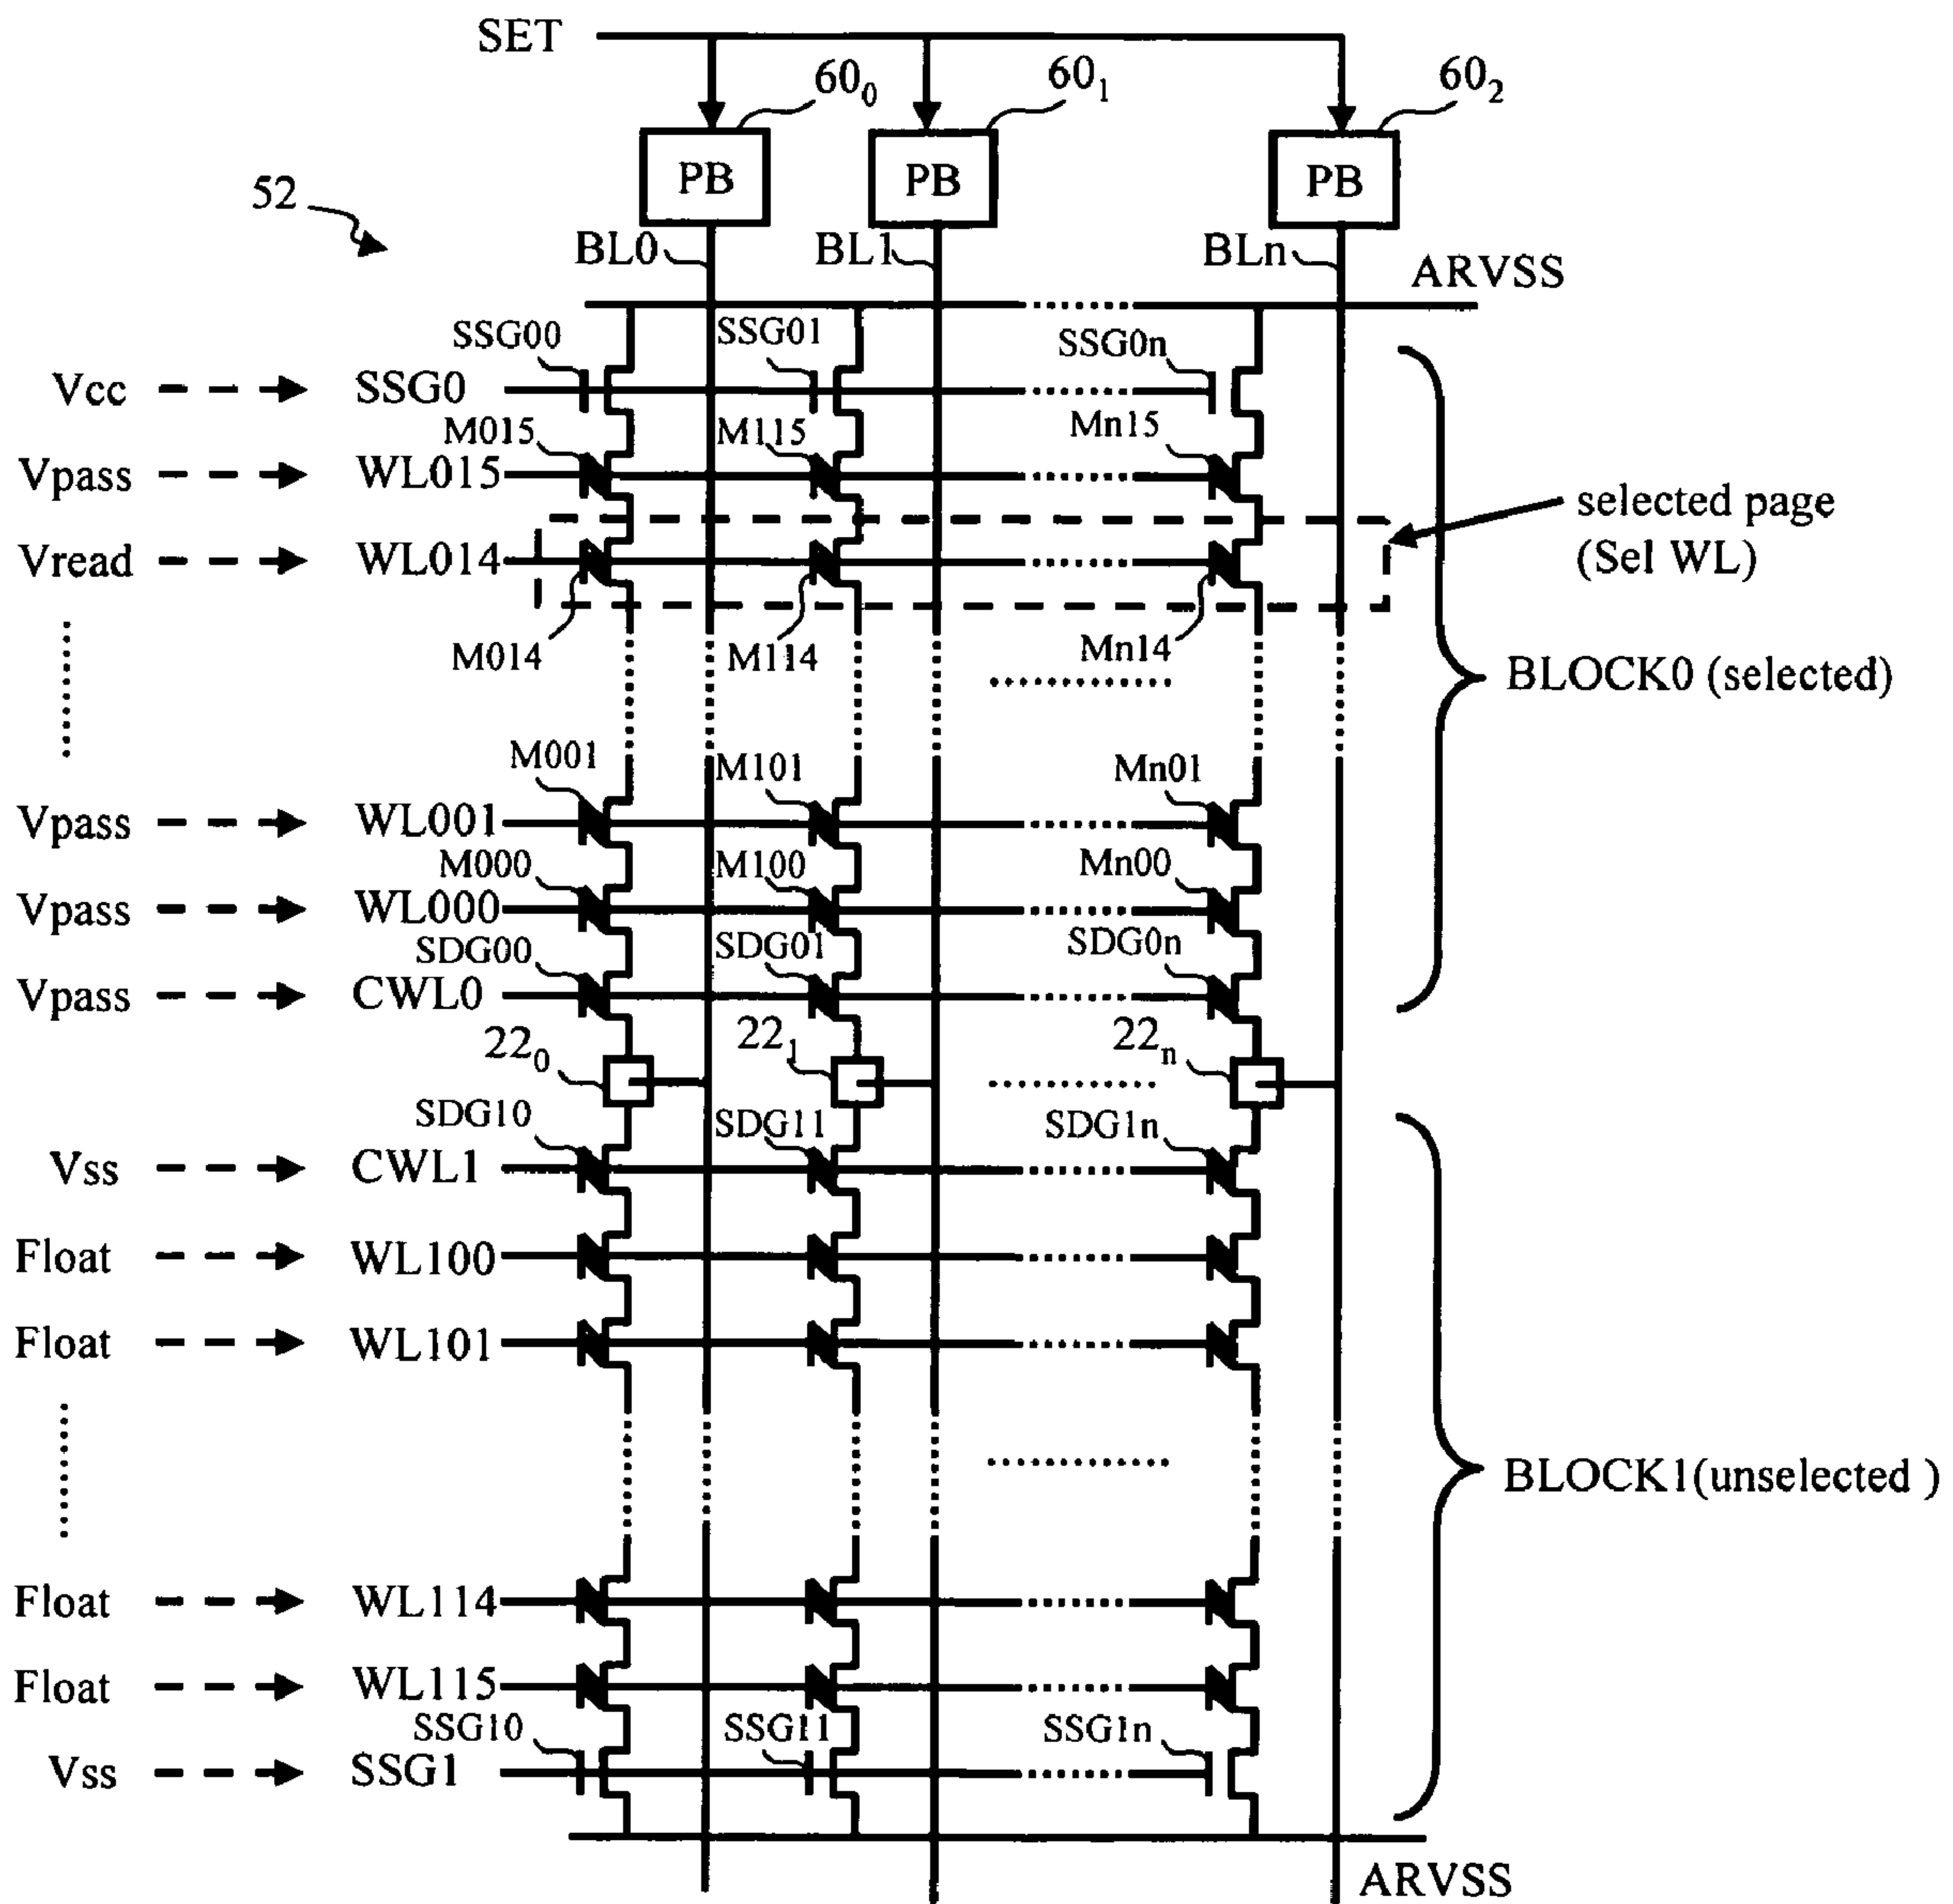 SET
60₀ 60₁ 60₂
PB PB PB
52
BL0 BL1 BLn
ARVSS
SSG00 SSG01 SSG0n
Vcc SSG0
M015 M115 Mn15
Vpass WL015
selected page
(Sel WL)
Vread WL014
M014 M114 Mn14
BLOCK0 (selected)
M001 M101 Mn01
Vpass WL001
M000 M100 Mn00
Vpass WL000
SDG00 SDG01 SDG0n
Vpass CWL0
22₀ 22₁ 22ₙ
SDG10 SDG11 SDG1n
Vss CWL1
Float WL100
Float WL101
BLOCK1(unselected )
Float WL114
Float WL115
SSG10 SSG11 SSG1n
Vss SSG1
ARVSS